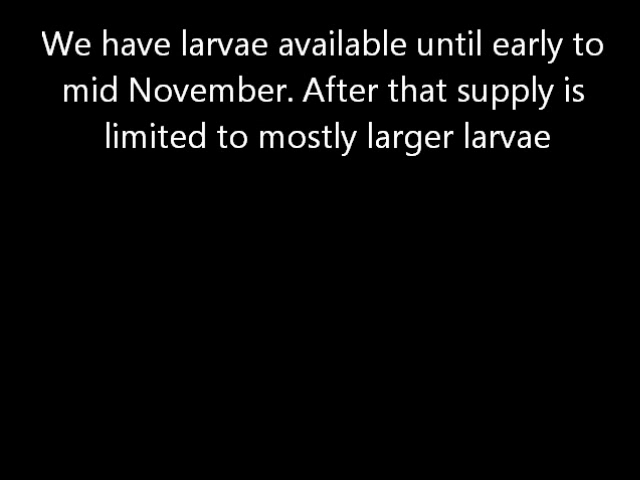 We have larvae available until early to
mid November. After that supply is
limited to mostly larger larvae